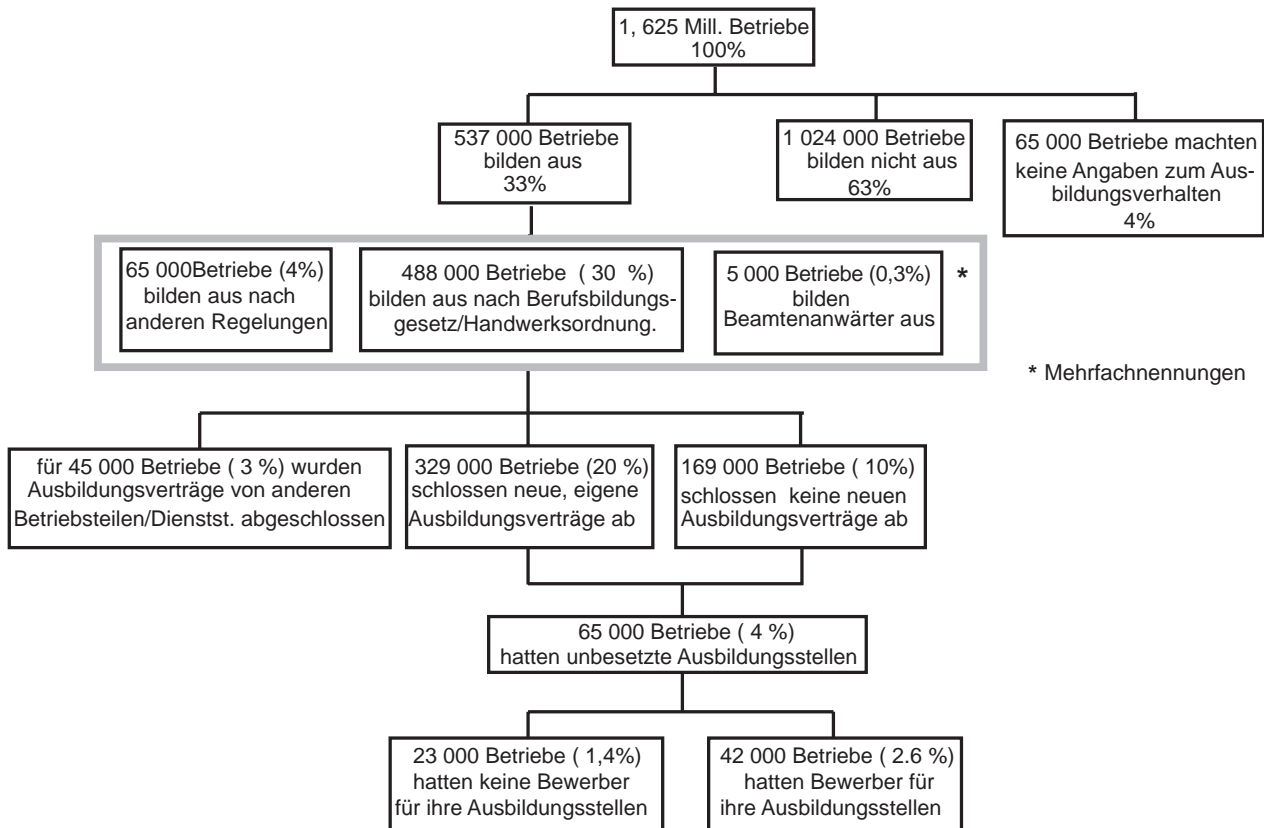 1, 625 Mill. Betriebe
100%
537 000 Betriebe
bilden aus
33%
1 024 000 Betriebe
bilden nicht aus
63%
65 000 Betriebe machten
keine Angaben zum Aus-
bildungsverhalten
4%
65 000Betriebe (4%)
bilden aus nach
anderen Regelungen
488 000 Betriebe ( 30 %)
bilden aus nach Berufsbildungs-
gesetz/Handwerksordnung.
5 000 Betriebe (0,3%)
bilden
Beamtenanwärter aus
*
* Mehrfachnennungen
für 45 000 Betriebe ( 3 %) wurden
Ausbildungsverträge von anderen
Betriebsteilen/Dienstst. abgeschlossen
329 000 Betriebe (20 %)
schlossen neue, eigene
Ausbildungsverträge ab
169 000 Betriebe ( 10%)
schlossen keine neuen
Ausbildungsverträge ab
65 000 Betriebe ( 4 %)
hatten unbesetzte Ausbildungsstellen
23 000 Betriebe ( 1,4%)
hatten keine Bewerber
für ihre Ausbildungsstellen
42 000 Betriebe ( 2.6 %)
hatten Bewerber für
ihre Ausbildungsstellen